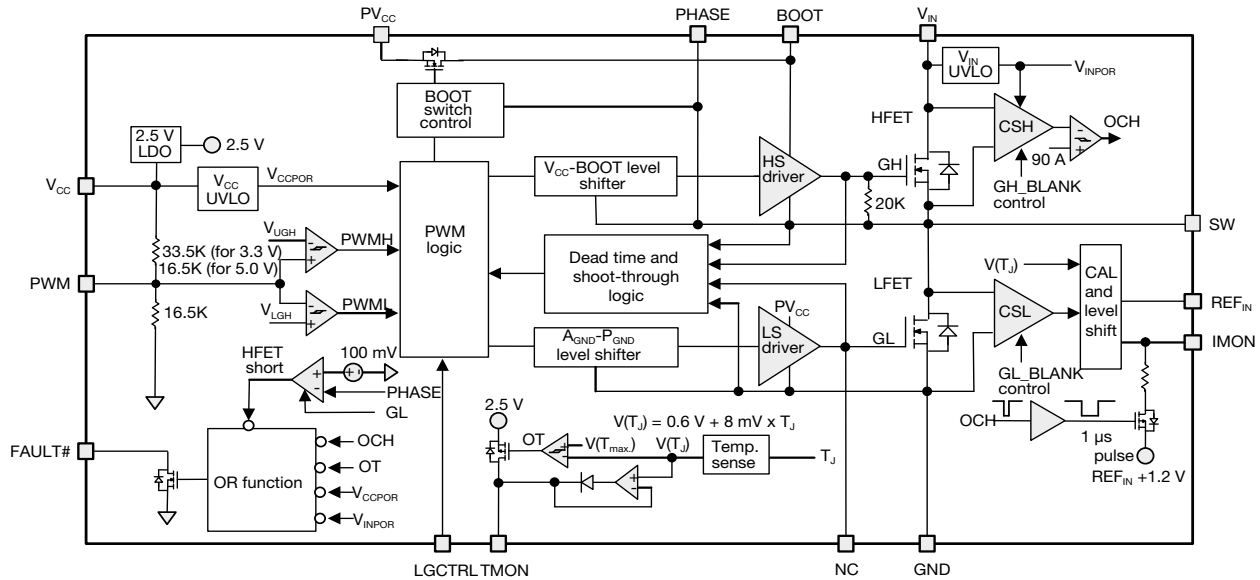 PVCC
PHASE
BOOT
VIN
VIN
UVLO
VINPOR
BOOT
switch
control
HFET
CSH
OCH
90 A
2.5 V
LDO
2.5 V
VCC
VCC
UVLO
VCCPOR
VCC-BOOT level
shifter
HS
driver
GH
20K
GH_BLANK
control
PWM
logic
SW
VUGH
PWMH
33.5K (for 3.3 V)
16.5K (for 5.0 V)
Dead time and
shoot-through
logic
V(TJ)
CAL
and
level
shift
LFET
PWM
REFIN
16.5K
VLGH
PWML
PVCC
CSL
AGND-PGND
level shifter
LS
driver
GL
IMON
HFET
short
100 mV
PHASE
GL
GL_BLANK
control
2.5 V
V(TJ) = 0.6 V + 8 mV x TJ
OCH
1 µs
pulse
REFIN +1.2 V
FAULT#
OR function
OCH
OT
VCCPOR
VINPOR
OT
V(Tmax.)
V(TJ)
Temp.
sense
TJ
LGCTRL
TMON
NC
GND